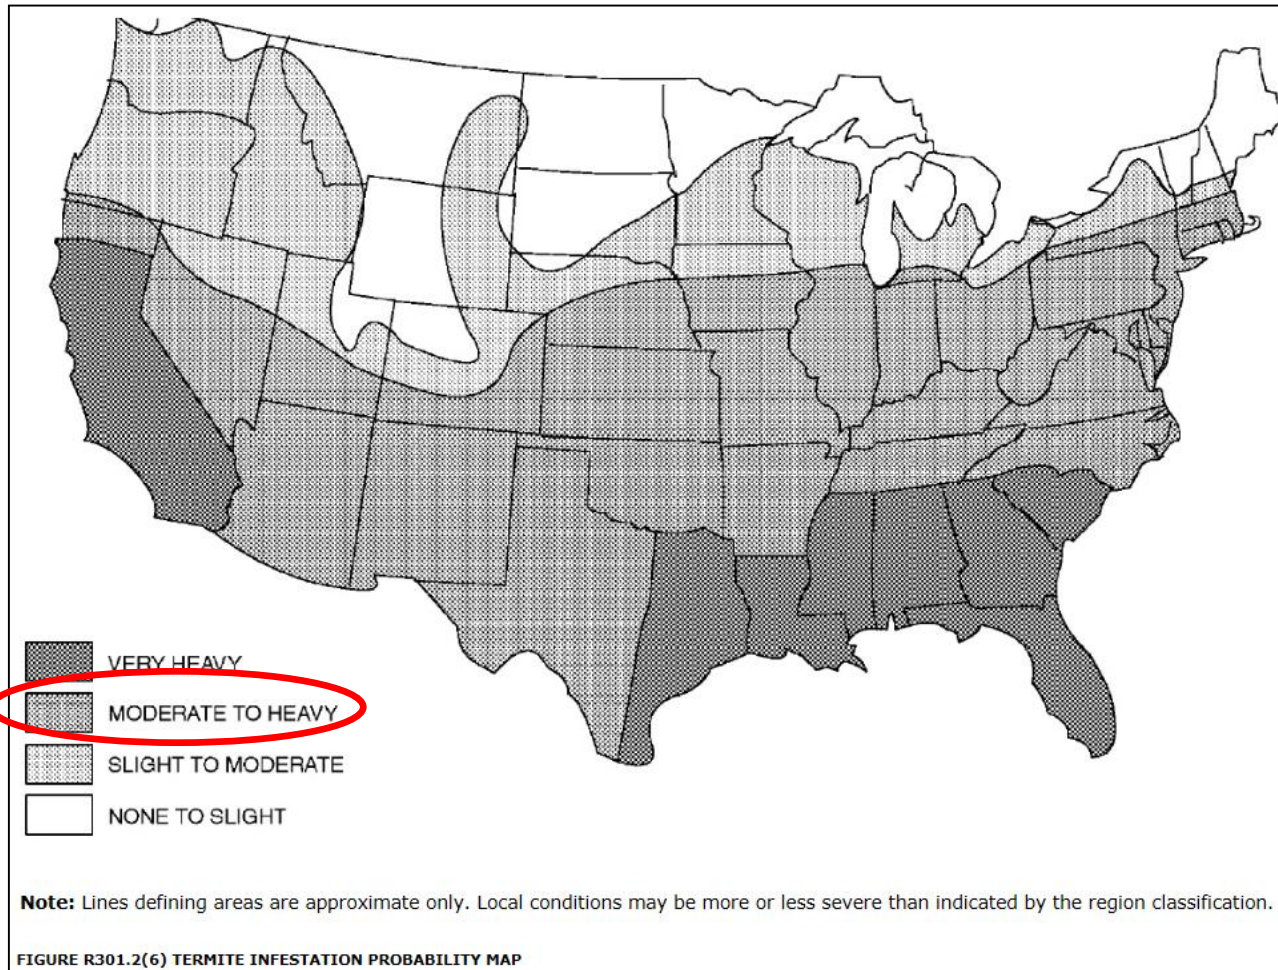 VERY HEAVY
MODERATE TO HEAVY
SLIGHT TO MODERATE
NONE TO SLIGHT
Note: Lines defining areas are approximate only. Local conditions may be more or less severe than indicated by the region classification.
FIGURE R301.2(6) TERMITE INFESTATION PROBABILITY MAP